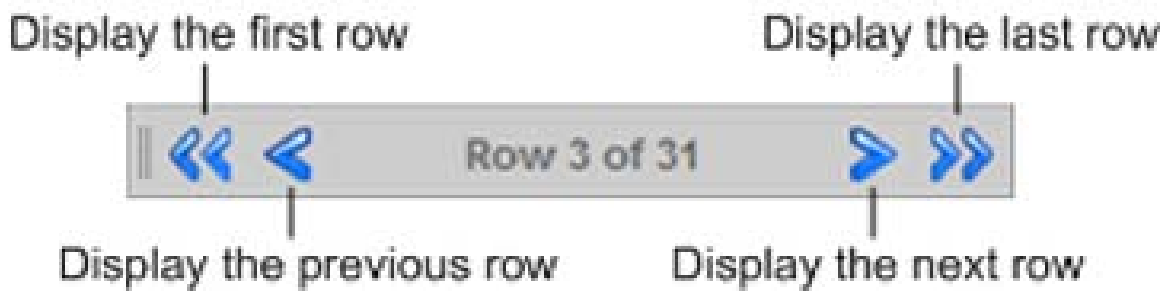 Display the first row
Display the last row
Row 3 of 31
Display the previous row
Display the next row